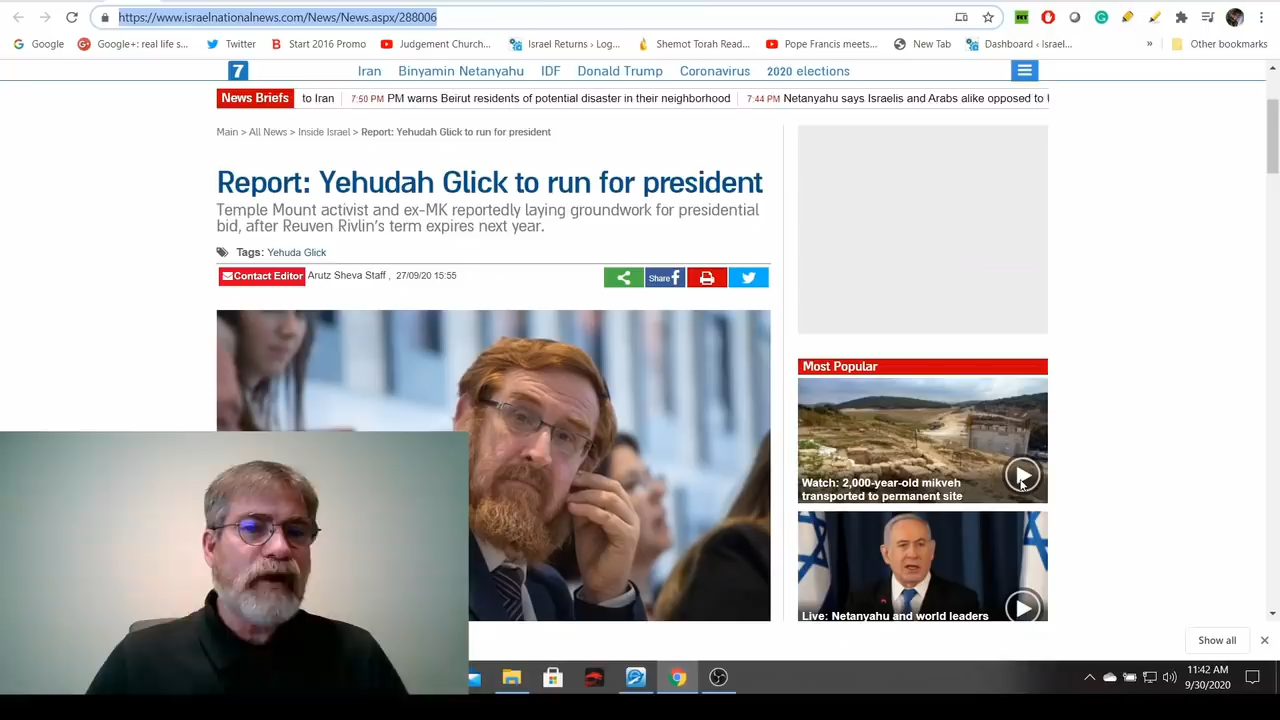 https://www.israelnationalnews.com/News/News.aspx/288006
Google
Google+: real life s...
Twitter
Start 2016 Promo
Judgement Church...
Israel Returns › Log...
Shemot Torah Read...
Pope Francis meets...
New Tab
Dashboard ‹ Israel...
»
Other bookmarks
7
Iran
Binyamin Netanyahu
IDF
Donald Trump
Coronavirus
2020 elections
News Briefs
to Iran
7:50 PM PM warns Beirut residents of potential disaster in their neighborhood
7:44 PM Netanyahu says Israelis and Arabs alike opposed to
Main > All News > Inside Israel > Report: Yehudah Glick to run for president
Report: Yehudah Glick to run for president
Temple Mount activist and ex-MK reportedly laying groundwork for presidential
bid, after Reuven Rivlin's term expires next year.
Tags: Yehuda Glick
Contact Editor
Arutz Sheva Staff , 27/09/20 15:55
Share
Most Popular
Watch: 2,000-year-old mikveh
transported to permanent site
Live: Netanyahu and world leaders
Show all
11:42 AM
9/30/2020